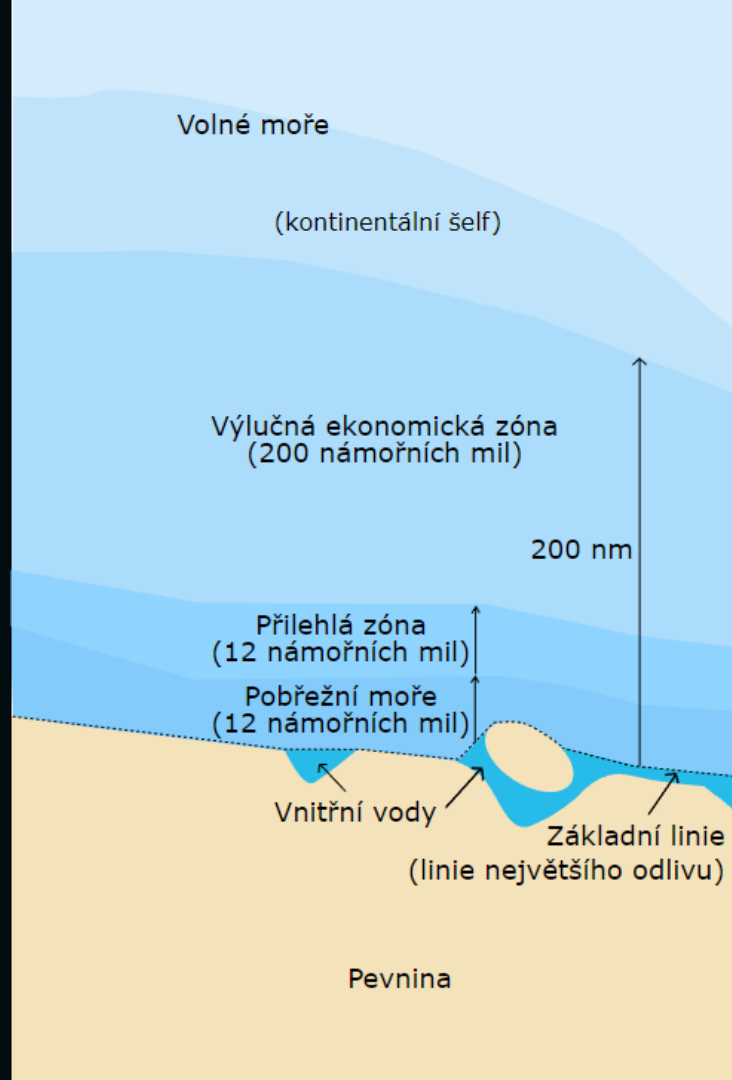 Volné moře
(kontinentální šelf)
Výlučná ekonomická zóna
(200 námořních mil)
200 nm
Přilehlá zóna
(12 námořních mil)
Pobřežní moře
(12 námořních mil)
Vnitřní vody
Základní linie
(linie největšího odlivu)
Pevnina